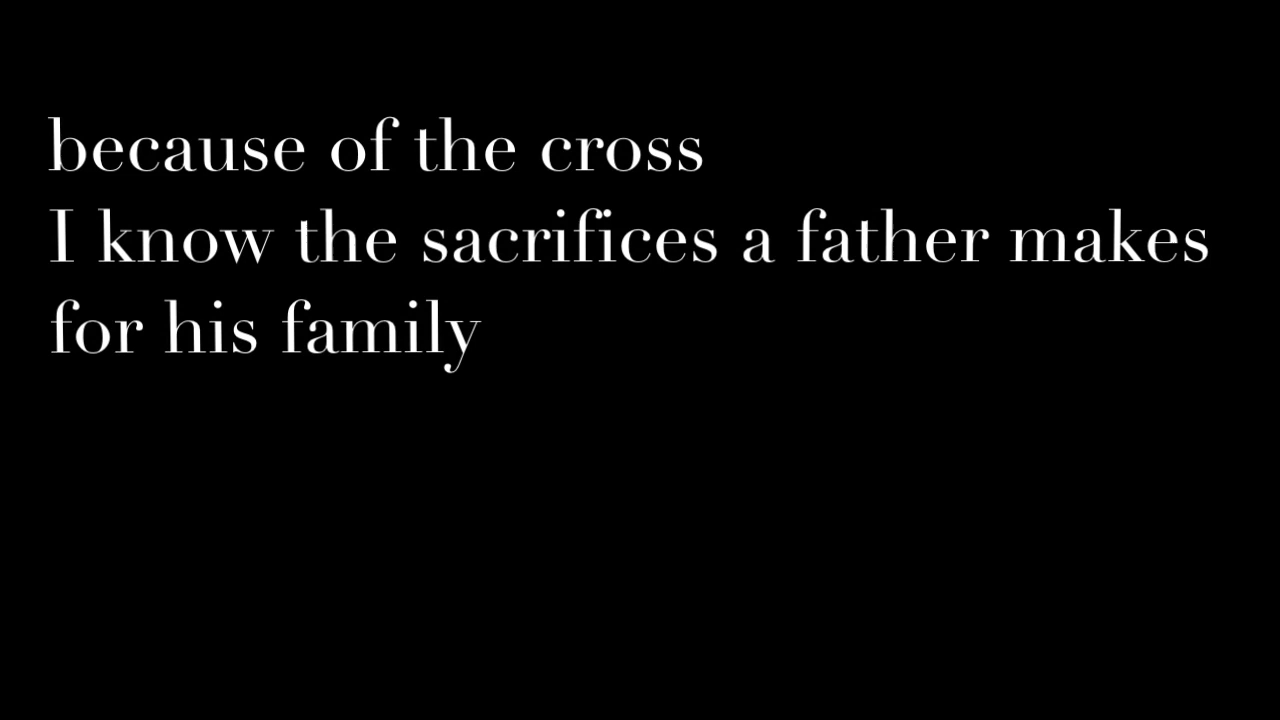 because of the cross
I know the sacrifices a father makes
for his family